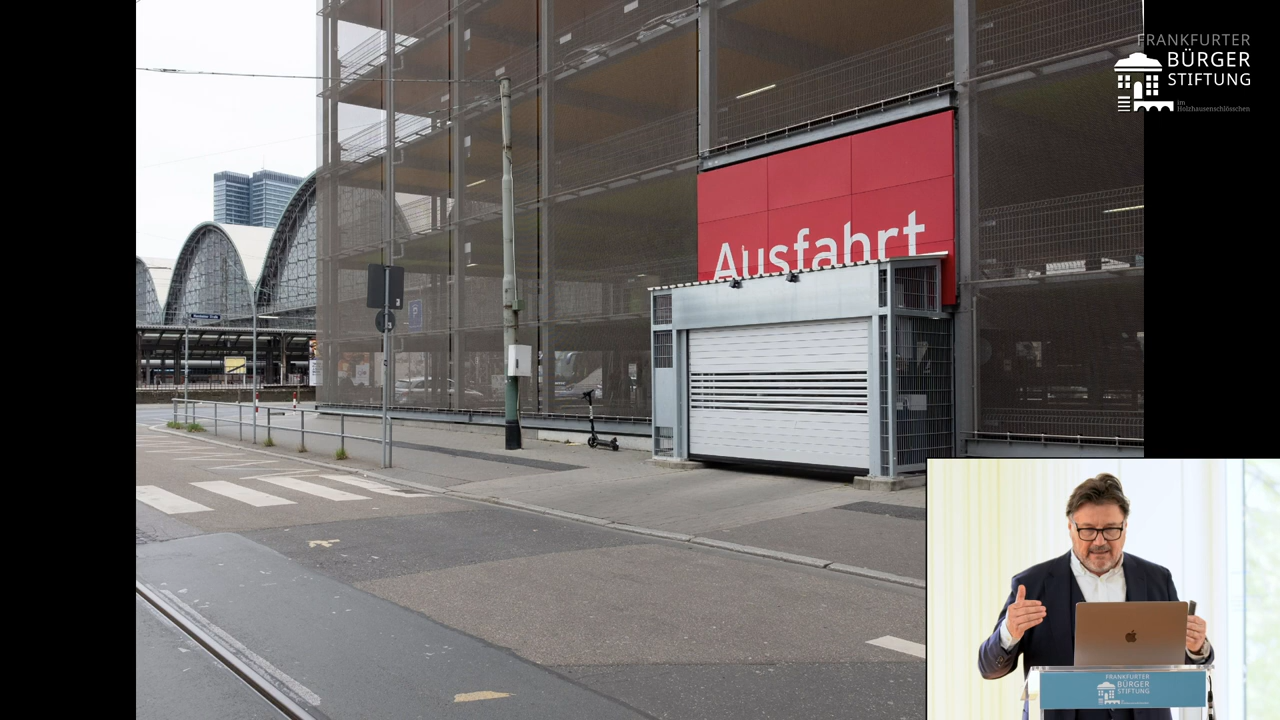 FRANKFURTER
BÜRGER
STIFTUNG
im
Holzhausenschlösschen
Ausfahrt
P
FRANKFURTER
BÜRGER
STIFTUNG